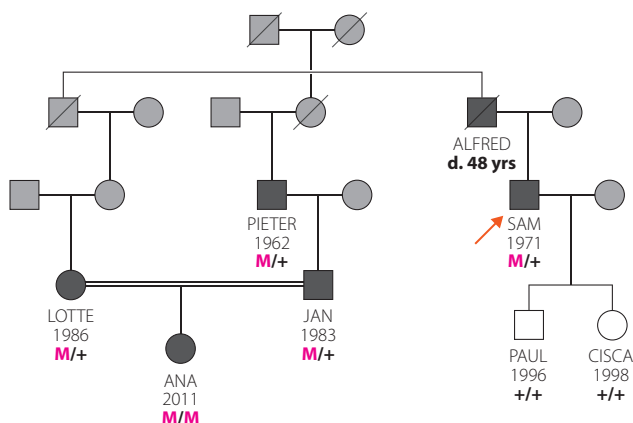 ALFRED
d. 48 yrs
PIETER
1962
M/+
SAM
1971
M/+
LOTTE
1986
M/+
JAN
1983
M/+
ANA
2011
M/M
PAUL
1996
+/+
CISCA
1998
+/+